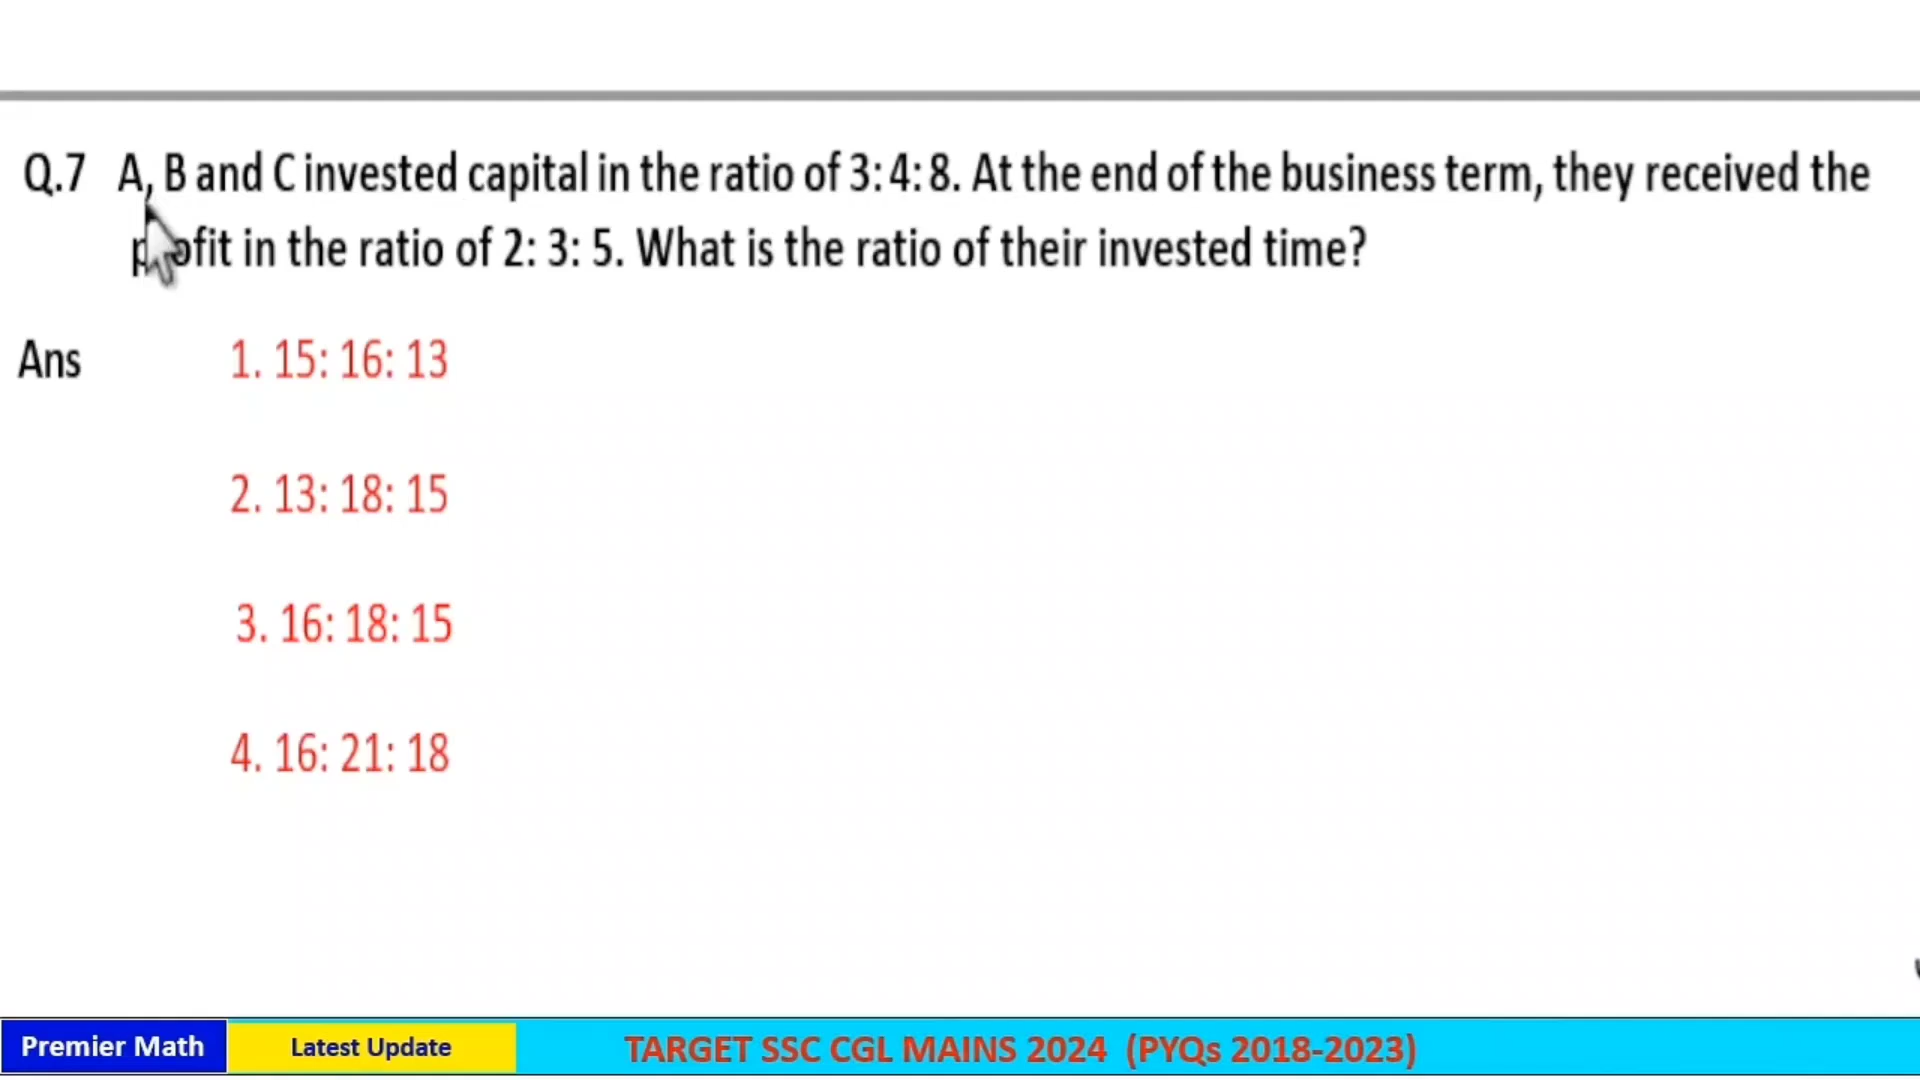 Q.7 A, B and C invested capital in the ratio of 3:4:8. At the end of the business term, they received the
profit in the ratio of 2: 3: 5. What is the ratio of their invested time?
Ans 1. 15: 16: 13
2. 13: 18: 15
3. 16: 18: 15
4. 16: 21: 18
Premier Math Latest Update TARGET SSC CGL MAINS 2024 (PYQs 2018-2023)